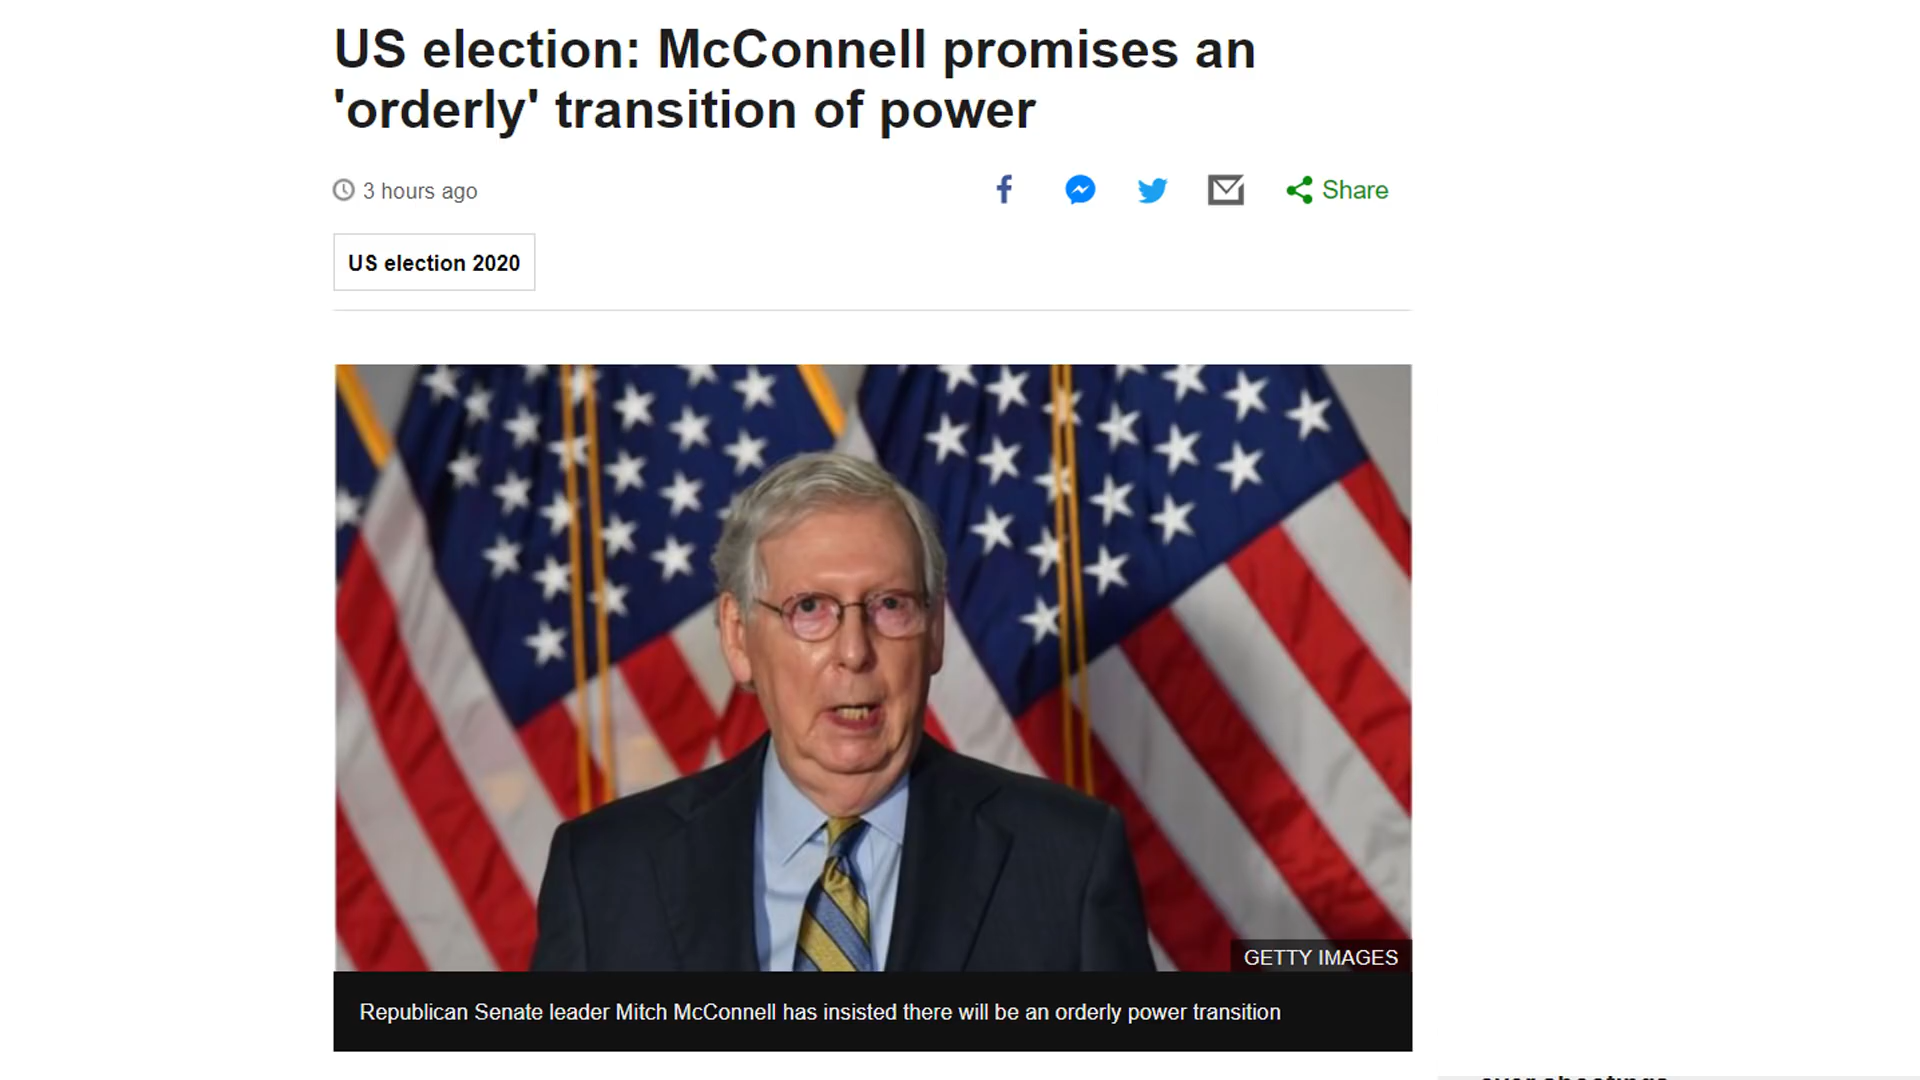 US election: McConnell promises an
'orderly' transition of power
3 hours ago
Share
US election 2020
GETTY IMAGES
Republican Senate leader Mitch McConnell has insisted there will be an orderly power transition